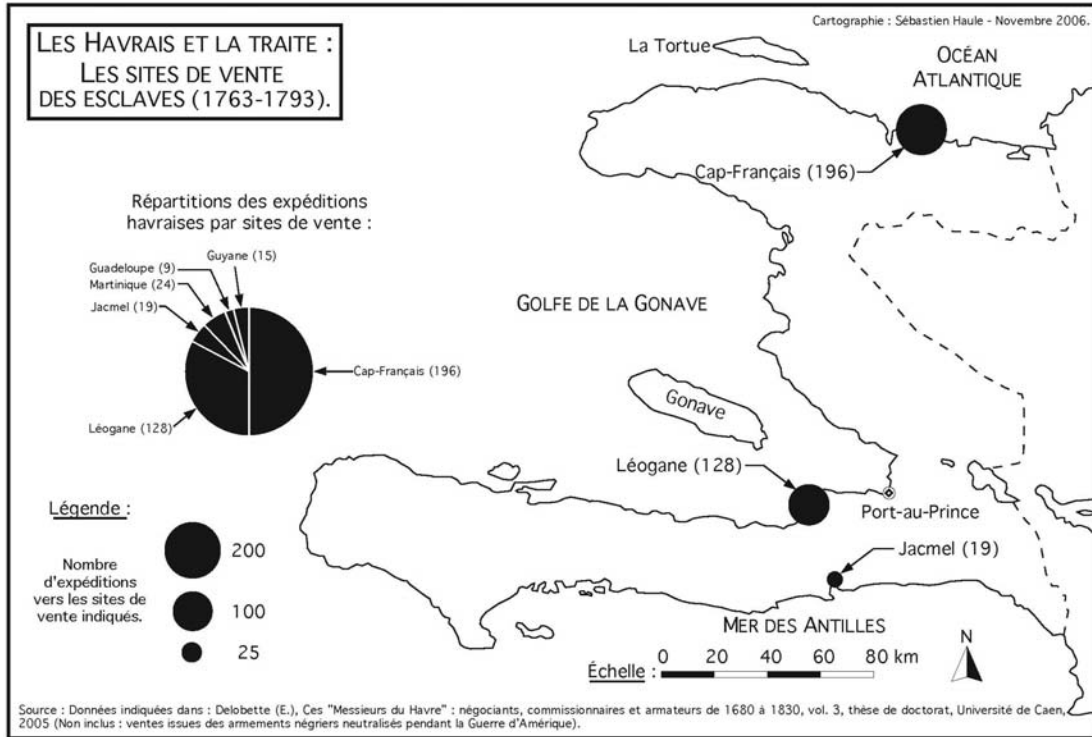 Cartographie : Sébastien Haule - Novembre 2006.
LES HAVRAIS ET LA TRAITE :
LES SITES DE VENTE
DES ESCLAVES (1763-1793).
La Tortue
OCÉAN
ATLANTIQUE
Cap-Français (196)
Répartitions des expéditions
havraises par sites de vente :
Guyane (15)
Guadeloupe (9)
Martinique (24)
Jacmel (19)
Cap-Français (196)
Léogane (128)
GOLFE DE LA GONAVE
Gonave
Léogane (128)
Port-au-Prince
Jacmel (19)
MER DES ANTILLES
Légende :
Nombre
d'expéditions
vers les sites de
vente indiqués.
200
100
25
N
Échelle :
0 20 40 60 80 km
Source : Données indiquées dans : Delobette (E.), Ces "Messieurs du Havre" : négociants, commissionnaires et armateurs de 1680 à 1830, vol. 3, thèse de doctorat, Université de Caen,
2005 (Non inclus : ventes issues des armements négriers neutralisés pendant la Guerre d'Amérique).